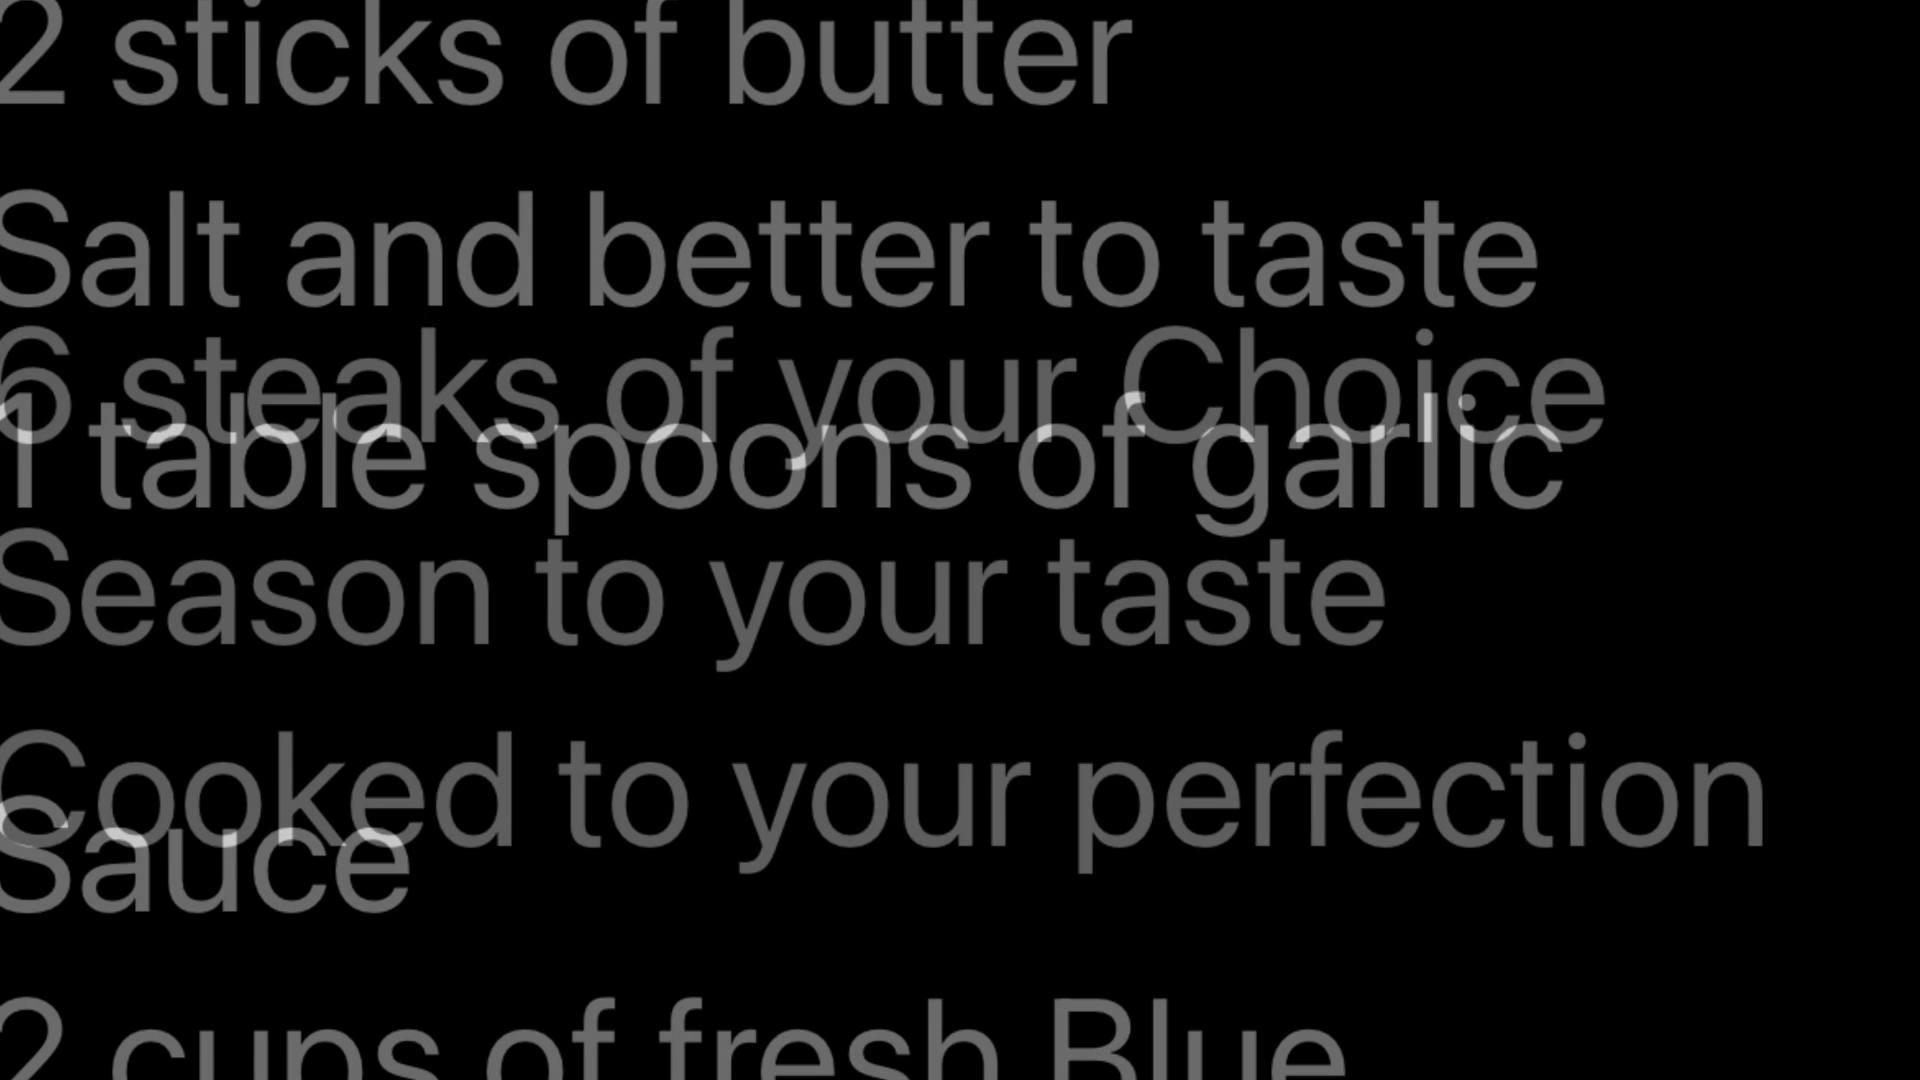 2 sticks of butter
Salt and better to taste
6 steaks of your Choice
1 table spoons of garlic
Season to your taste
Cooked to your perfection
Sauce
2 cups of fresh Blue